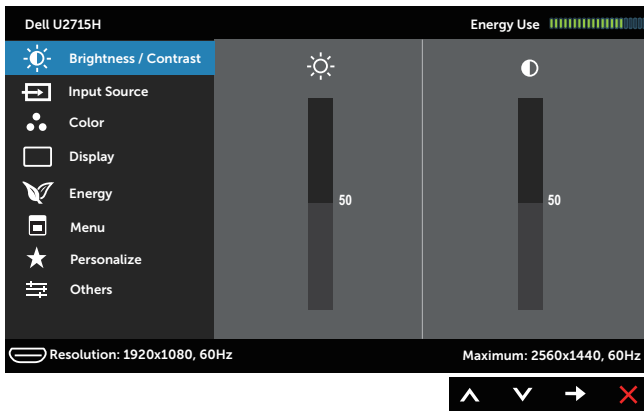 Dell U2715H
Energy Use
Brightness / Contrast
Input Source
Color
Display
Energy
Menu
Personalize
Others
50
50
Resolution: 1920x1080, 60Hz
Maximum: 2560x1440, 60Hz